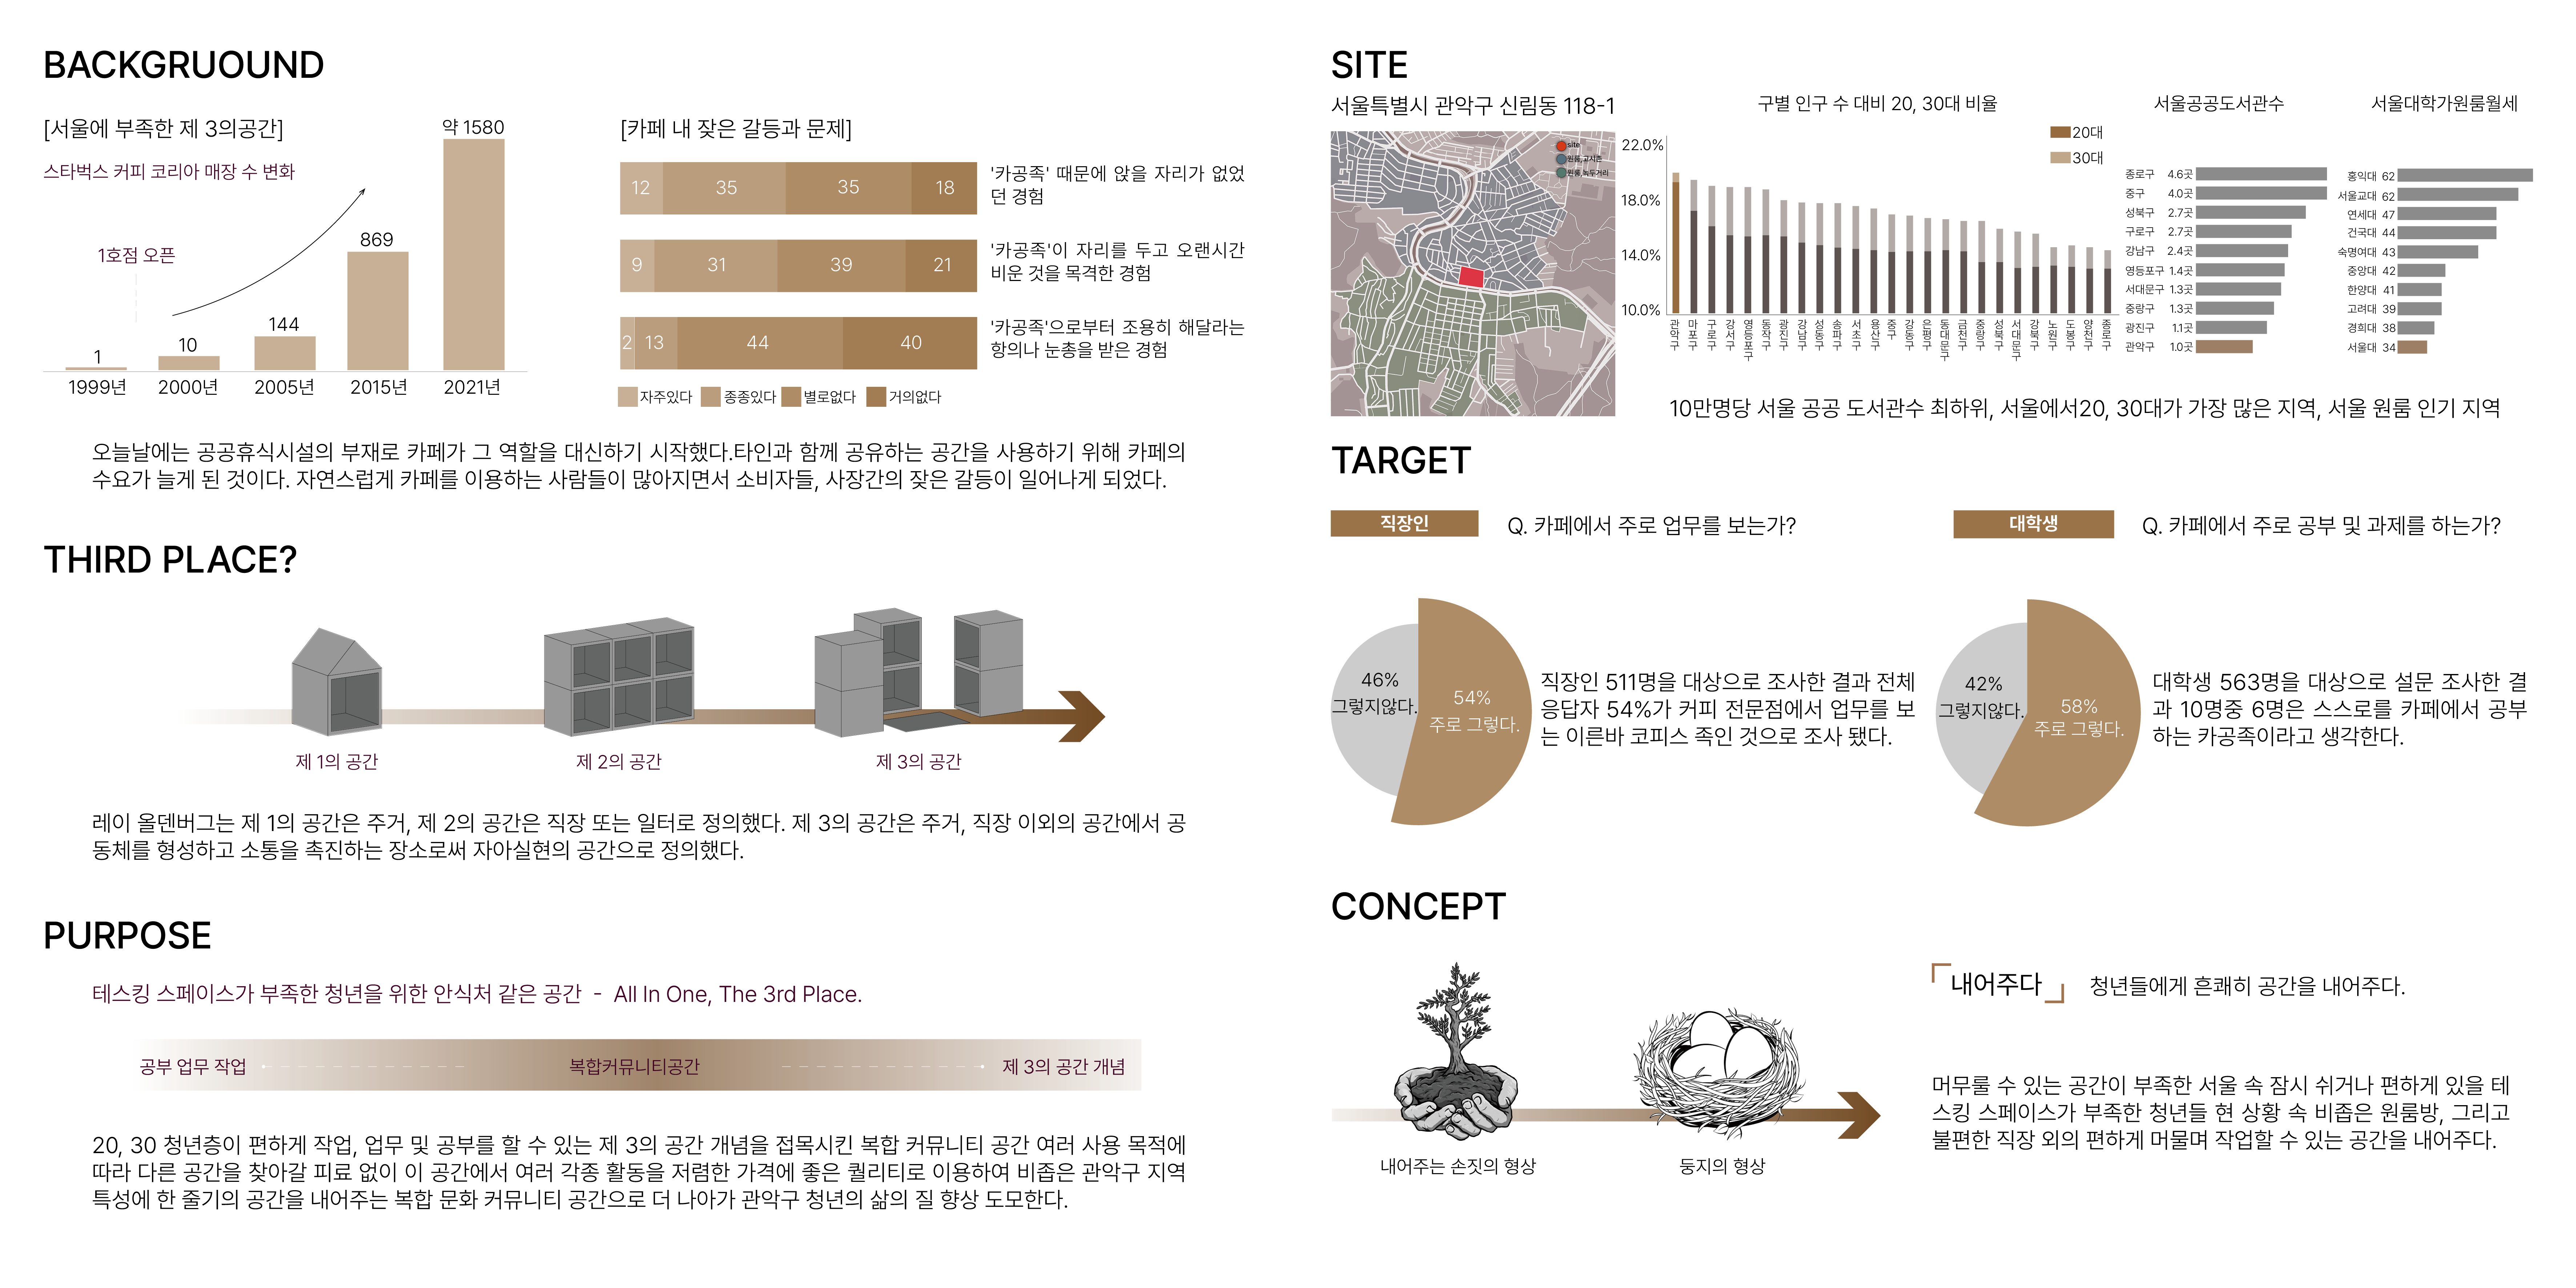 BACKGRUOUND
[서울에 부족한 제 3의공간]
스타벅스 커피 코리아 매장 수 변화
1호점 오픈
1
10
144
869
약 1580
1999년
2000년
2005년
2015년
2021년
[카페 내 잦은 갈등과 문제]
12
35
35
18
'카공족' 때문에 앉을 자리가 없었
던 경험
9
31
39
21
'카공족'이 자리를 두고 오랜시간
비운 것을 목격한 경험
2
13
44
40
'카공족'으로부터 조용히 해달라는
항의나 눈총을 받은 경험
자주있다
종종있다
별로없다
거의없다
오늘날에는 공공휴식시설의 부재로 카페가 그 역할을 대신하기 시작했다.타인과 함께 공유하는 공간을 사용하기 위해 카페의
수요가 늘게 된 것이다. 자연스럽게 카페를 이용하는 사람들이 많아지면서 소비자들, 사장간의 잦은 갈등이 일어나게 되었다.
THIRD PLACE?
제 1의 공간
제 2의 공간
제 3의 공간
레이 올덴버그는 제 1의 공간은 주거, 제 2의 공간은 직장 또는 일터로 정의했다. 제 3의 공간은 주거, 직장 이외의 공간에서 공
동체를 형성하고 소통을 촉진하는 장소로써 자아실현의 공간으로 정의했다.
PURPOSE
테스킹 스페이스가 부족한 청년을 위한 안식처 같은 공간 - All In One, The 3rd Place.
공부 업무 작업
복합커뮤니티공간
제 3의 공간 개념
20, 30 청년층이 편하게 작업, 업무 및 공부를 할 수 있는 제 3의 공간 개념을 접목시킨 복합 커뮤니티 공간 여러 사용 목적에
따라 다른 공간을 찾아갈 피로 없이 이 공간에서 여러 각종 활동을 저렴한 가격에 좋은 퀄리티로 이용하여 비좁은 관악구 지역
특성에 한 줄기의 공간을 내어주는 복합 문화 커뮤니티 공간으로 더 나아가 관악구 청년의 삶의 질 향상 도모한다.
SITE
서울특별시 관악구 신림동 118-1
site
원룸,고시촌
원룸,녹두거리
구별 인구 수 대비 20, 30대 비율
20대
30대
22.0%
18.0%
14.0%
10.0%
관악구
마포구
구로구
강서구
영등포구
동작구
광진구
강남구
성동구
송파구
서초구
용산구
중구
강동구
은평구
동대문구
금천구
중랑구
성북구
서대문구
강북구
노원구
도봉구
양천구
종로구
서울공공도서관수
종로구 4.6곳
중구 4.0곳
성북구 2.7곳
구로구 2.7곳
강남구 2.4곳
영등포구 1.4곳
서대문구 1.3곳
중랑구 1.3곳
광진구 1.1곳
관악구 1.0곳
서울대학가원룸월세
홍익대 62
서울교대 62
연세대 47
건국대 44
숙명여대 43
중앙대 42
한양대 41
고려대 39
경희대 38
서울대 34
10만명당 서울 공공 도서관수 최하위, 서울에서20, 30대가 가장 많은 지역, 서울 원룸 인기 지역
TARGET
직장인
Q. 카페에서 주로 업무를 보는가?
46%
그렇지않다.
54%
주로 그렇다.
직장인 511명을 대상으로 조사한 결과 전체
응답자 54%가 커피 전문점에서 업무를 보
는 이른바 코피스 족인 것으로 조사 됐다.
대학생
Q. 카페에서 주로 공부 및 과제를 하는가?
42%
그렇지않다.
58%
주로 그렇다.
대학생 563명을 대상으로 설문 조사한 결
과 10명중 6명은 스스로를 카페에서 공부
하는 카공족이라고 생각한다.
CONCEPT
내어주는 손짓의 형상
둥지의 형상
「내어주다」 청년들에게 흔쾌히 공간을 내어주다.
머무룰 수 있는 공간이 부족한 서울 속 잠시 쉬거나 편하게 있을 테
스킹 스페이스가 부족한 청년들 현 상황 속 비좁은 원룸방, 그리고
불편한 직장 외의 편하게 머물며 작업할 수 있는 공간을 내어주다.